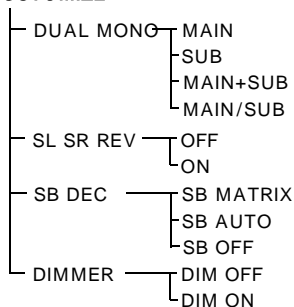 DUAL MONO MAIN
SUB
MAIN+SUB
MAIN/SUB
SL SR REV OFF
ON
SB DEC SB MATRIX
SB AUTO
SB OFF
DIMMER DIM OFF
DIM ON